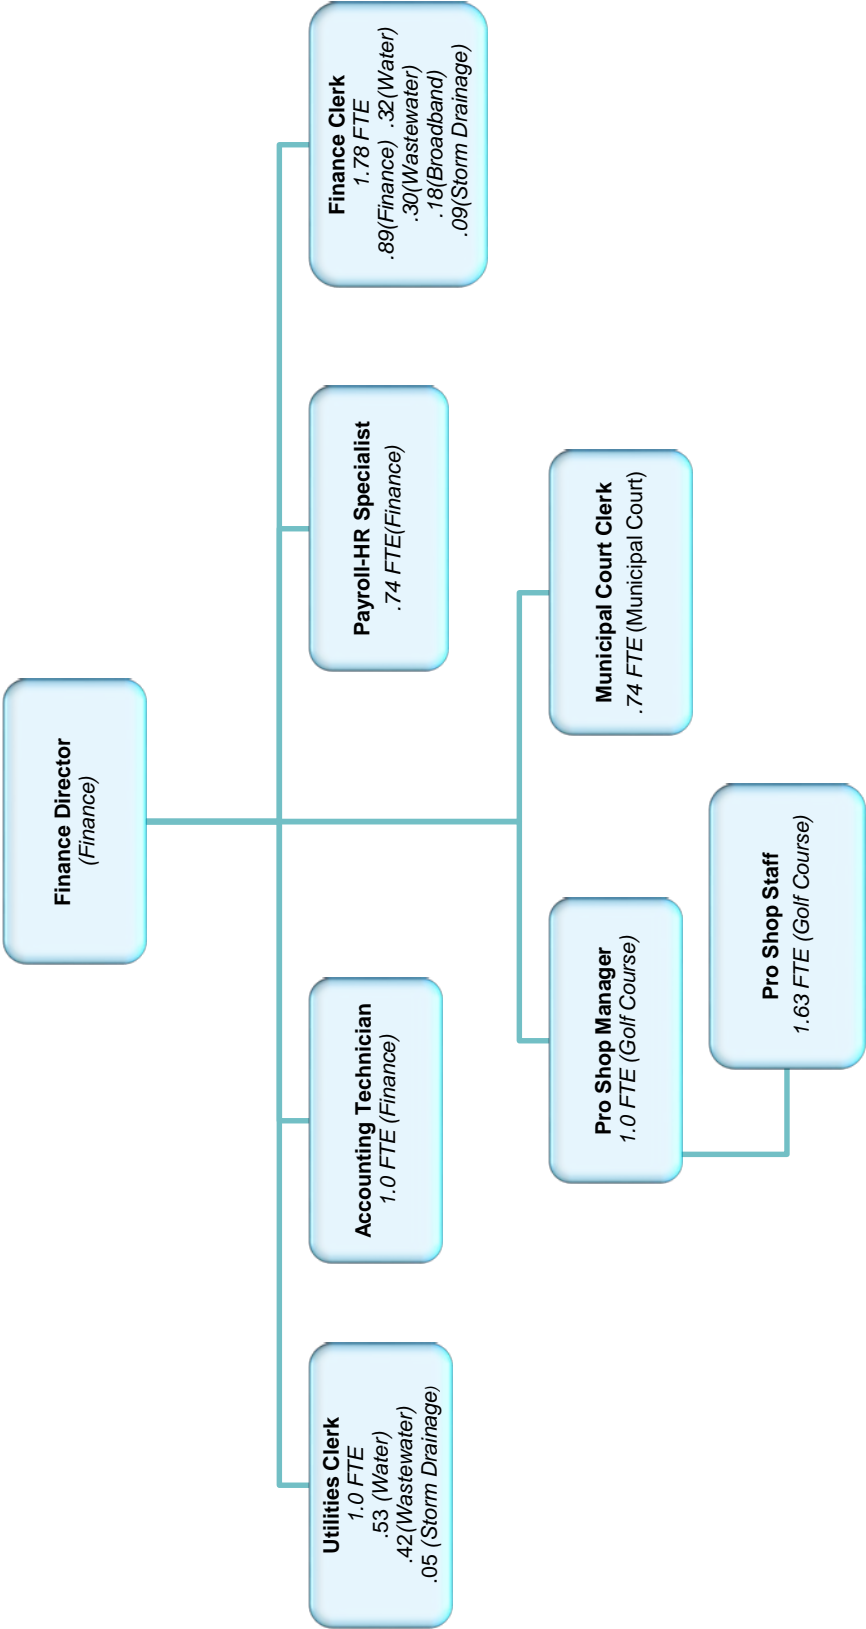 Finance Director
(Finance)
Utilities Clerk
1.0 FTE
.53 (Water)
.42(Wastewater)
.05 (Storm Drainage)
Accounting Technician
1.0 FTE (Finance)
Payroll-HR Specialist
.74 FTE(Finance)
Finance Clerk
1.78 FTE
.89(Finance) .32(Water)
.30(Wastewater)
.18(Broadband)
.09(Storm Drainage)
Pro Shop Manager
1.0 FTE (Golf Course)
Municipal Court Clerk
.74 FTE (Municipal Court)
Pro Shop Staff
1.63 FTE (Golf Course)